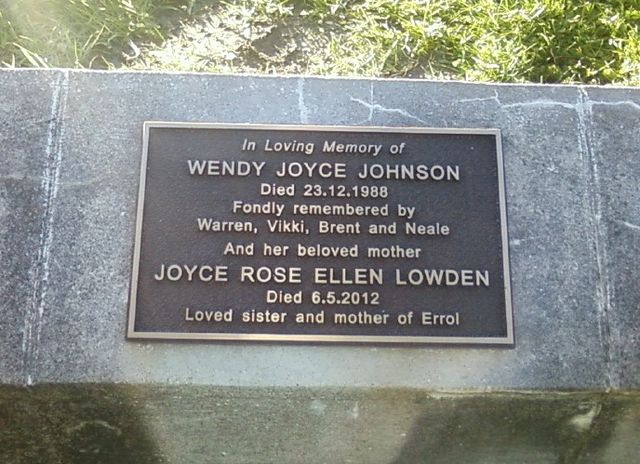 In Loving Memory of
WENDY JOYCE JOHNSON
Died 23.12.1988
Fondly remembered by
Warren, Vikki, Brent and Neale
And her beloved mother
JOYCE ROSE ELLEN LOWDEN
Died 6.5.2012
Loved sister and mother of Errol